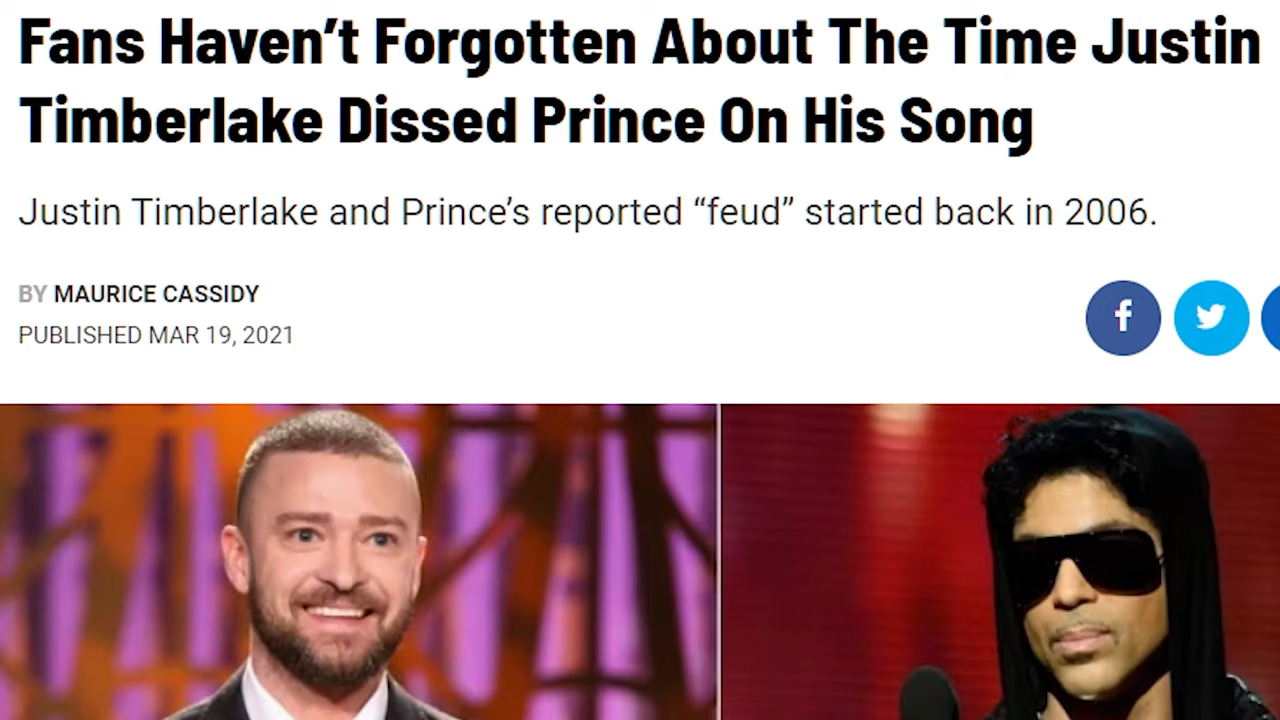 Fans Haven’t Forgotten About The Time Justin
Timberlake Dissed Prince On His Song
Justin Timberlake and Prince’s reported “feud” started back in 2006.
BY MAURICE CASSIDY
PUBLISHED MAR 19, 2021